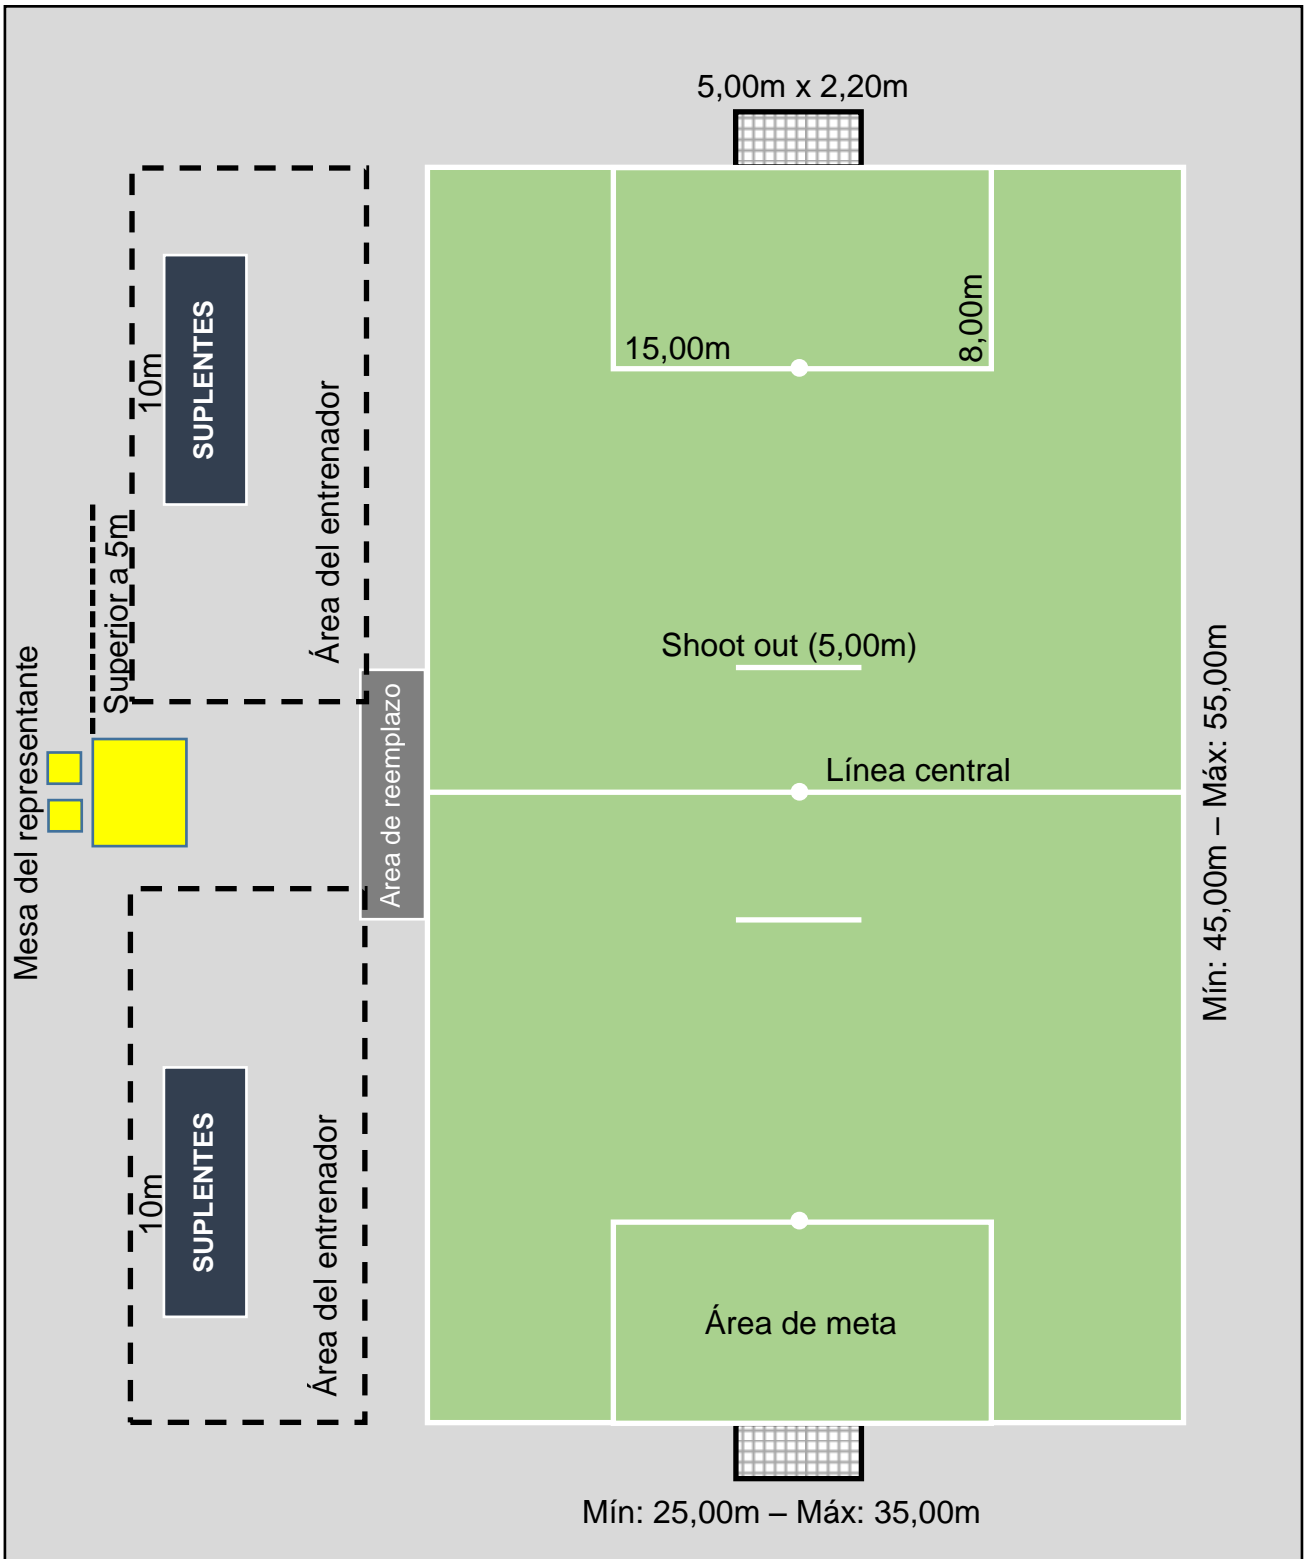 5,00m x 2,20m
SUPLENTES
10m
Área del entrenador
15,00m
8,00m
Superior a 5m
Shoot out (5,00m)
Mesa del representante
Área de reemplazo
Línea central
Mín: 45,00m – Máx: 55,00m
SUPLENTES
10m
Área del entrenador
Área de meta
Mín: 25,00m – Máx: 35,00m